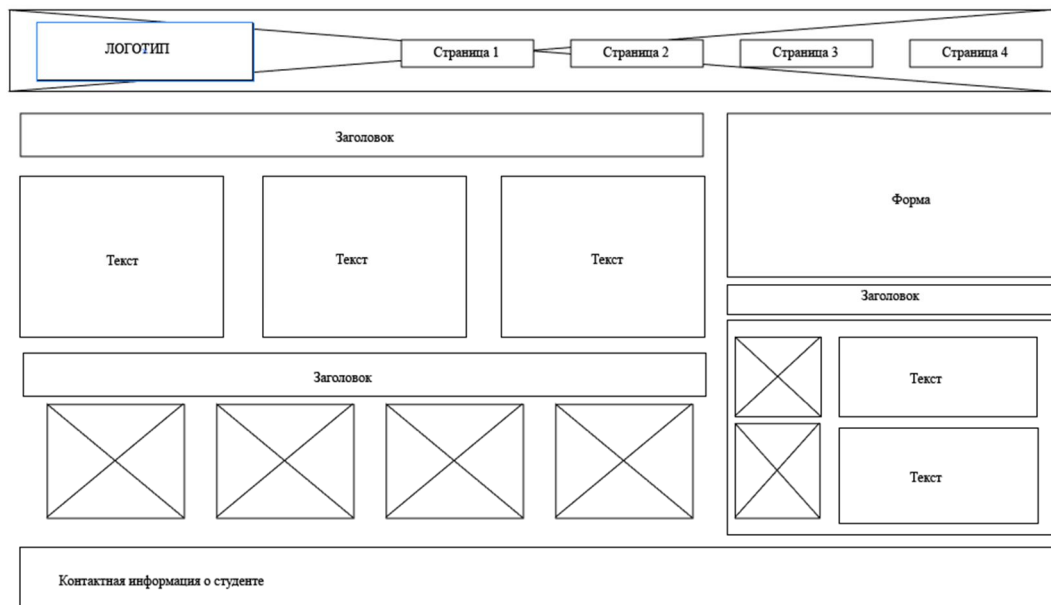 ЛОГОТИП
Страница 1
Страница 2
Страница 3
Страница 4
Заголовок
Форма
Текст
Текст
Текст
Заголовок
Текст
Заголовок
Текст
Контактная информация о студенте